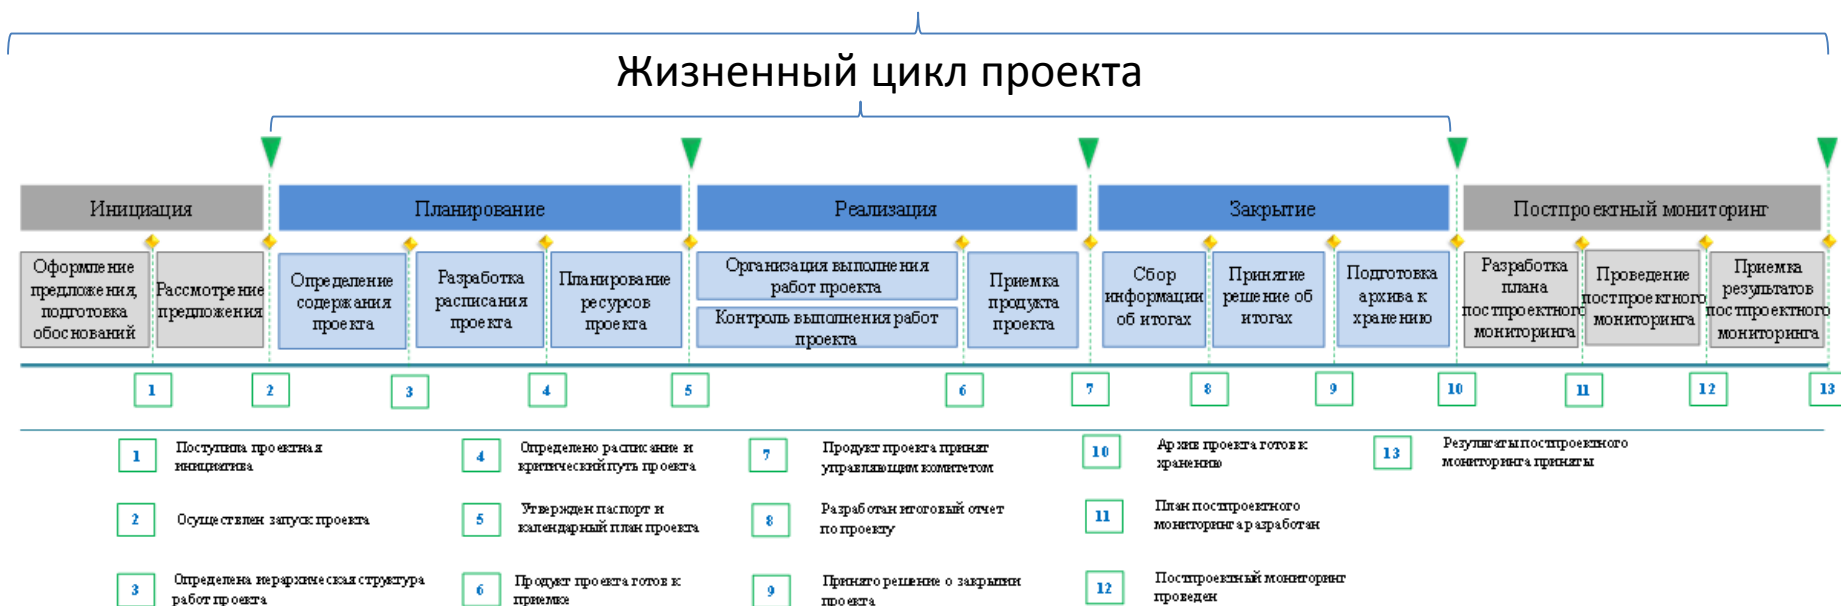 Жизненный цикл проекта
Инициация
Планирование
Реализация
Закрытие
Постпроектный мониторинг
Оформление
предложения,
подготовка
обоснований
Рассмотрение
предложения
Определение
содержания
проекта
Разработка
расписания
проекта
Планирование
ресурсов
проекта
Организация выполнения
работ проекта
Контроль выполнения работ
проекта
Приемка
продукта
проекта
Сбор
информации
об итогах
Принятие
решение об
итогах
Подготовка
архива к
хранению
Разработка
плана
постпроектного
мониторинга
Проведение
постпроектного
мониторинга
Приемка
результатов
постпроектного
мониторинга
1 2 3 4 5 6 7 8 9 10 11 12 13
1 Поступила проектная
инициатива
2 Осуществлен запуск проекта
3 Определена иерархическая структура
работ проекта
4 Определено расписание и
критический путь проекта
5 Утвержден паспорт и
календарный план проекта
6 Продукт проекта готов к
приемке
7 Продукт проекта принят
управляющим комитетом
8 Разработан итоговый отчет
по проекту
9 Принято решение о закрытии
проекта
10 Архив проекта готов к
хранению
11 План постпроектного
мониторинга разработан
12 Постпроектный мониторинг
проведен
13 Результаты постпроектного
мониторинга приняты